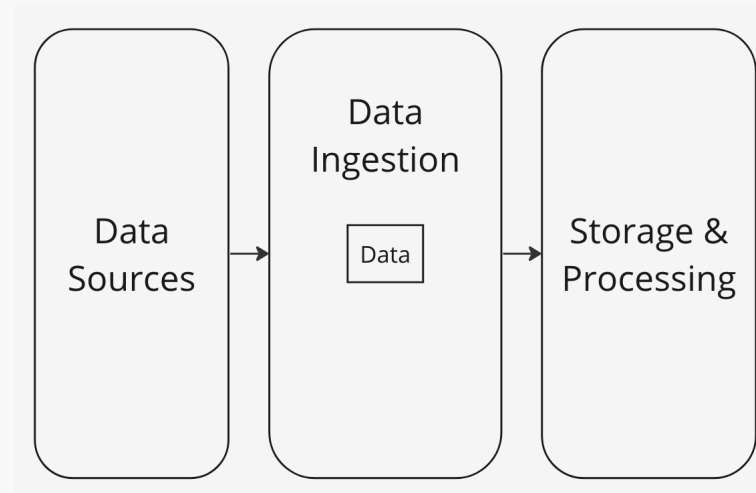 Data
Sources
Data
Ingestion
Data
Storage &
Processing